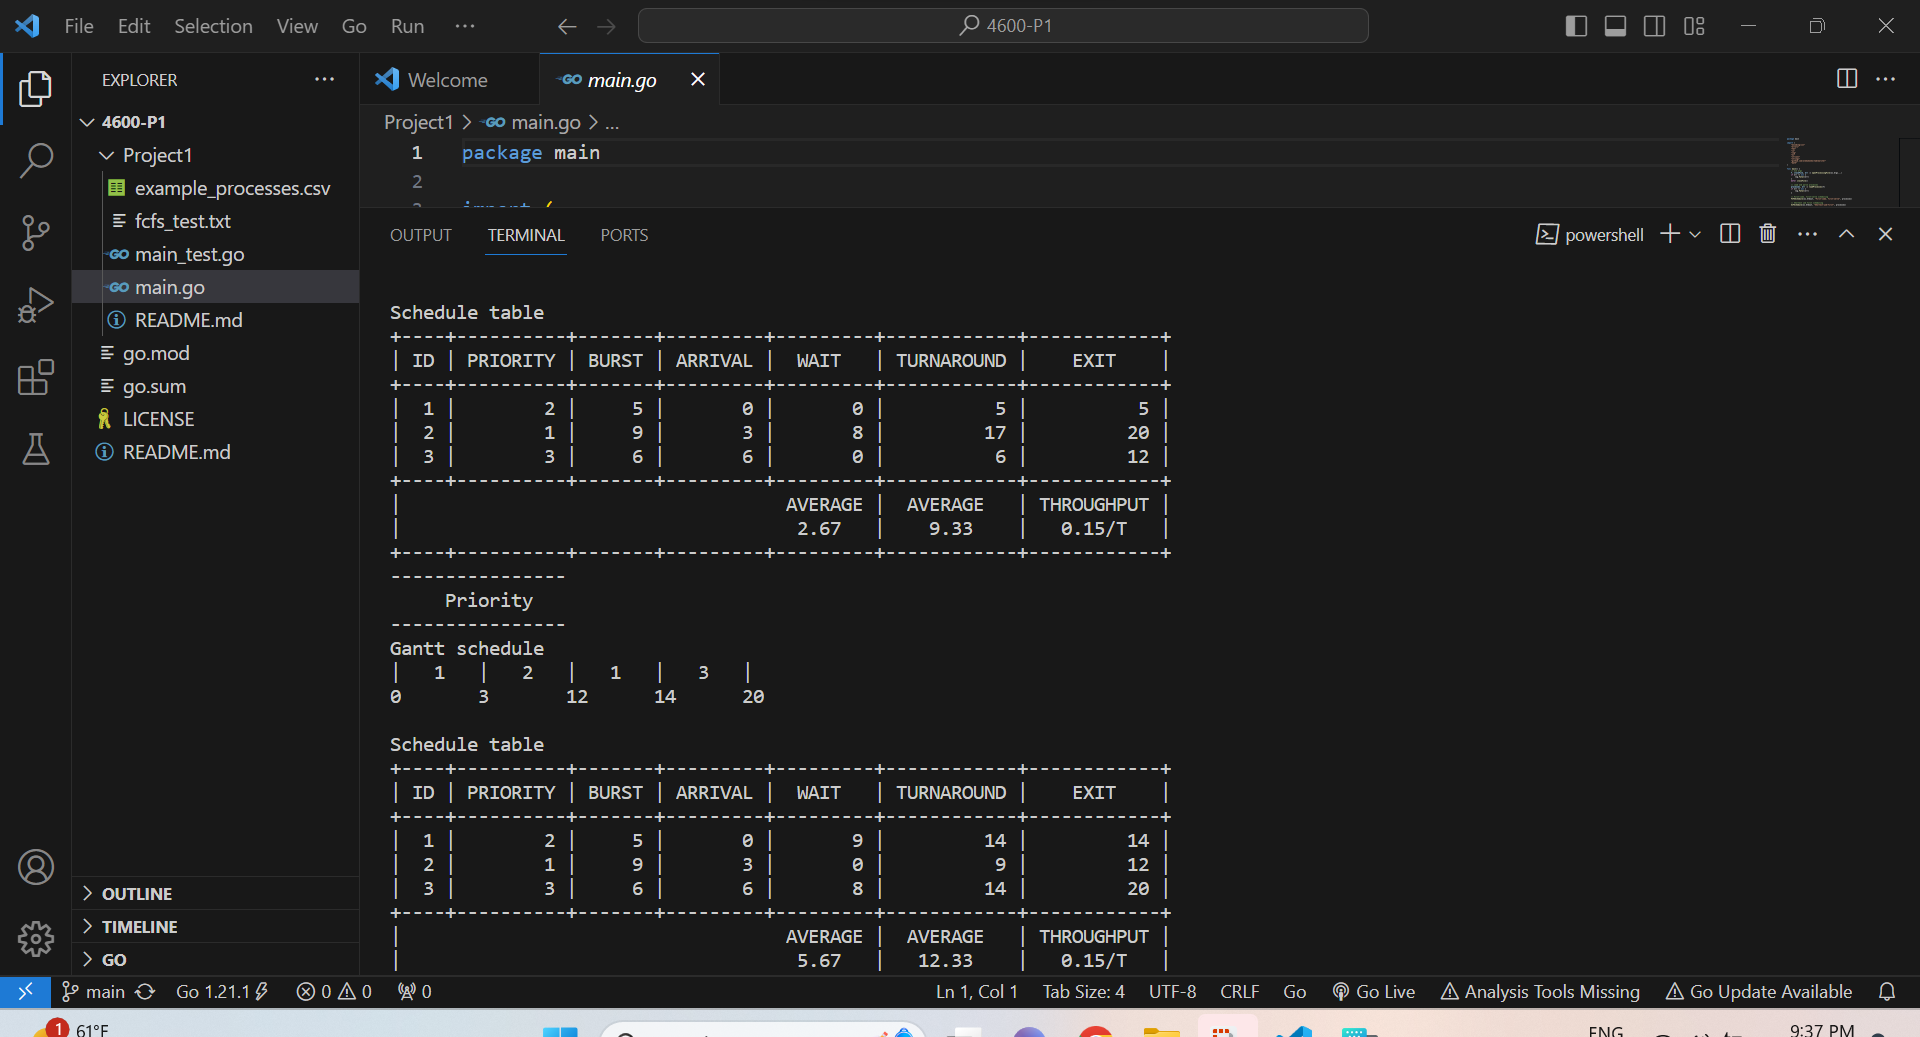 File Edit Selection View Go Run ··· 4600-P1
EXPLORER ···
4600-P1
Project1
example_processes.csv
fcfs_test.txt
main_test.go
main.go
README.md
go.mod
go.sum
LICENSE
README.md
OUTLINE
TIMELINE
GO
Welcome main.go
Project1 > main.go > ...
1 package main
2
OUTPUT TERMINAL PORTS powershell
Schedule table
+----+----------+-------+---------+---------+------------+------------+
| ID | PRIORITY | BURST | ARRIVAL | WAIT | TURNAROUND | EXIT |
+----+----------+-------+---------+---------+------------+------------+
| 1 | 2 | 5 | 0 | 0 | 5 | 5 |
| 2 | 1 | 9 | 3 | 8 | 17 | 20 |
| 3 | 3 | 6 | 6 | 0 | 6 | 12 |
+----+----------+-------+---------+---------+------------+------------+
| AVERAGE | AVERAGE | THROUGHPUT |
| 2.67 | 9.33 | 0.15/T |
+----+----------+-------+---------+---------+------------+------------+
----------------
Priority
----------------
Gantt schedule
| 1 | 2 | 1 | 3 |
0 3 12 14 20
Schedule table
+----+----------+-------+---------+---------+------------+------------+
| ID | PRIORITY | BURST | ARRIVAL | WAIT | TURNAROUND | EXIT |
+----+----------+-------+---------+---------+------------+------------+
| 1 | 2 | 5 | 0 | 9 | 14 | 14 |
| 2 | 1 | 9 | 3 | 0 | 9 | 12 |
| 3 | 3 | 6 | 6 | 8 | 14 | 20 |
+----+----------+-------+---------+---------+------------+------------+
| AVERAGE | AVERAGE | THROUGHPUT |
| 5.67 | 12.33 | 0.15/T |
main Go 1.21.1 0 0 0 Ln 1, Col 1 Tab Size: 4 UTF-8 CRLF Go Go Live Analysis Tools Missing Go Update Available
1 61°F ENG 9:37 PM